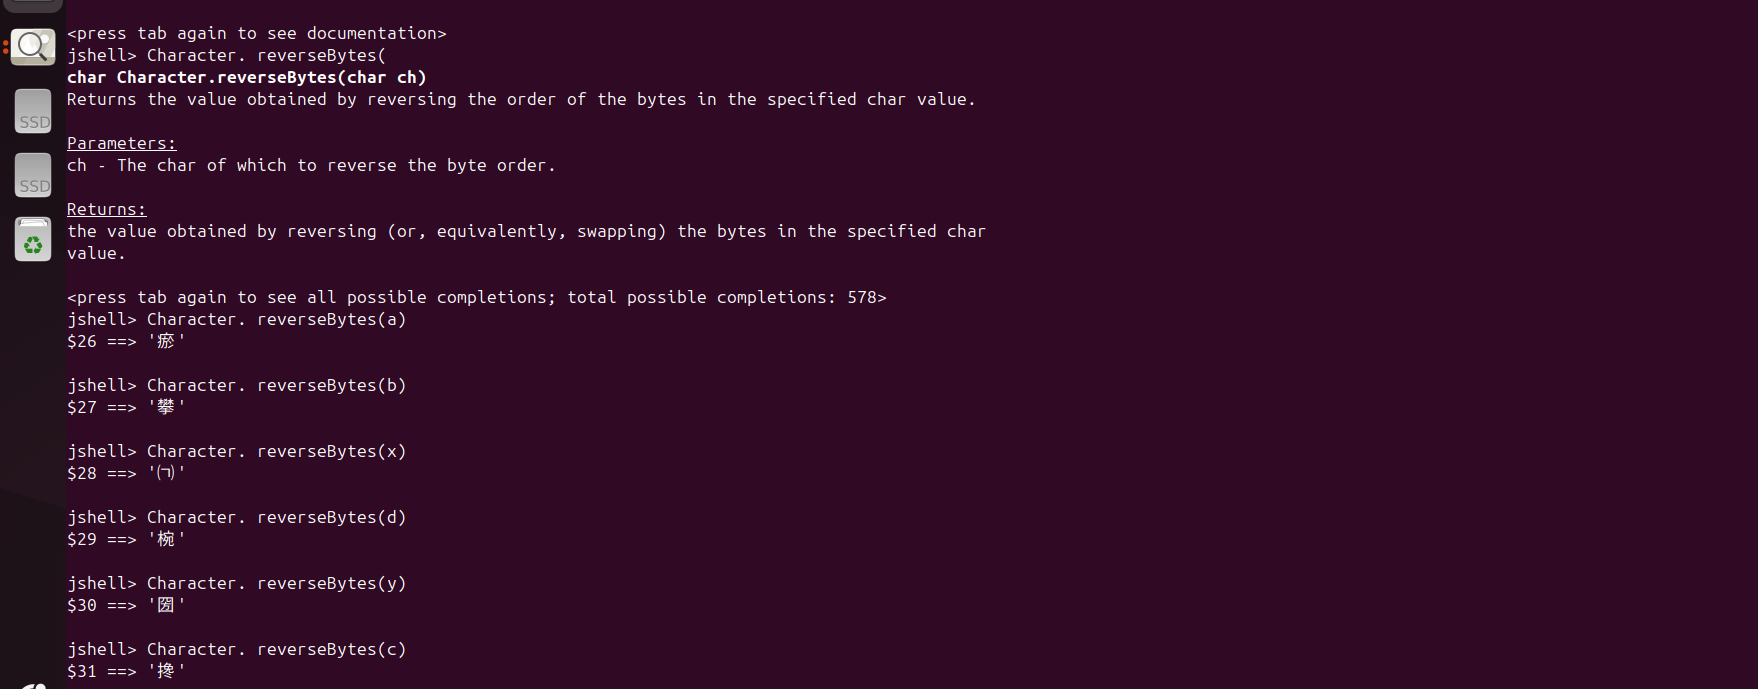 <press tab again to see documentation>
jshell> Character. reverseBytes(
char Character.reverseBytes(char ch)
Returns the value obtained by reversing the order of the bytes in the specified char value.
Parameters:
ch - The char of which to reverse the byte order.
Returns:
the value obtained by reversing (or, equivalently, swapping) the bytes in the specified char
value.
<press tab again to see all possible completions; total possible completions: 578>
jshell> Character. reverseBytes(a)
$26 ==> '瘀'
jshell> Character. reverseBytes(b)
$27 ==> '攀'
jshell> Character. reverseBytes(x)
$28 ==> '㈀'
jshell> Character. reverseBytes(d)
$29 ==> '椀'
jshell> Character. reverseBytes(y)
$30 ==> '圀'
jshell> Character. reverseBytes(c)
$31 ==> '搀'
SSD
SSD